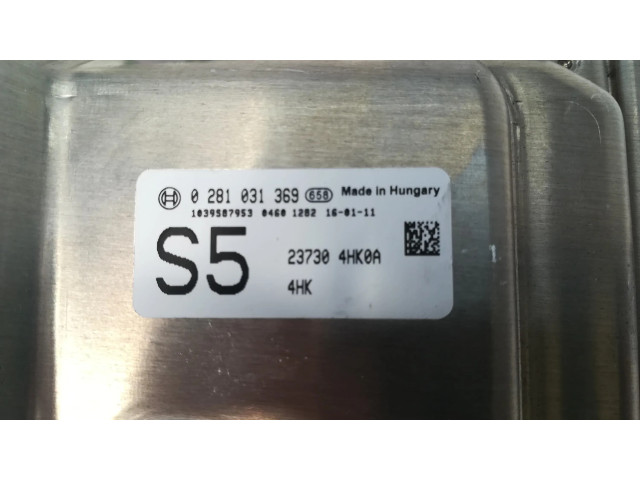 0 281 031 369 658 Made in Hungary
1039S87953 0460 1282 16-01-11
S5
23730 4HK0A
4HK